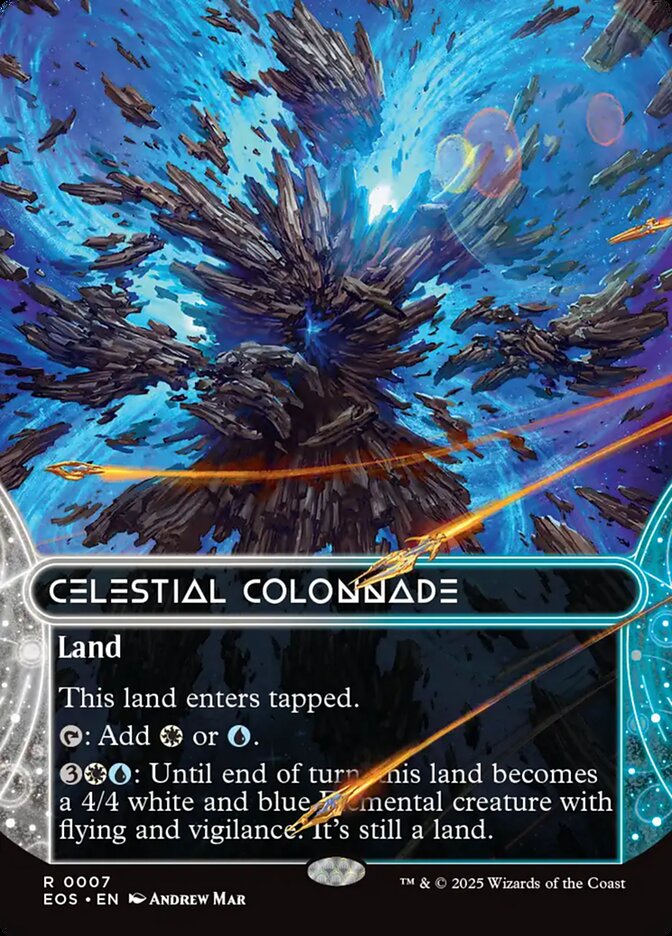 CELESTIAL COLONNADE
Land
This land enters tapped.
: Add or .
3: Until end of turn, this land becomes
a 4/4 white and blue Elemental creature with
flying and vigilance. It's still a land.
R 0007
EOS • EN Andrew Mar
™ & © 2025 Wizards of the Coast